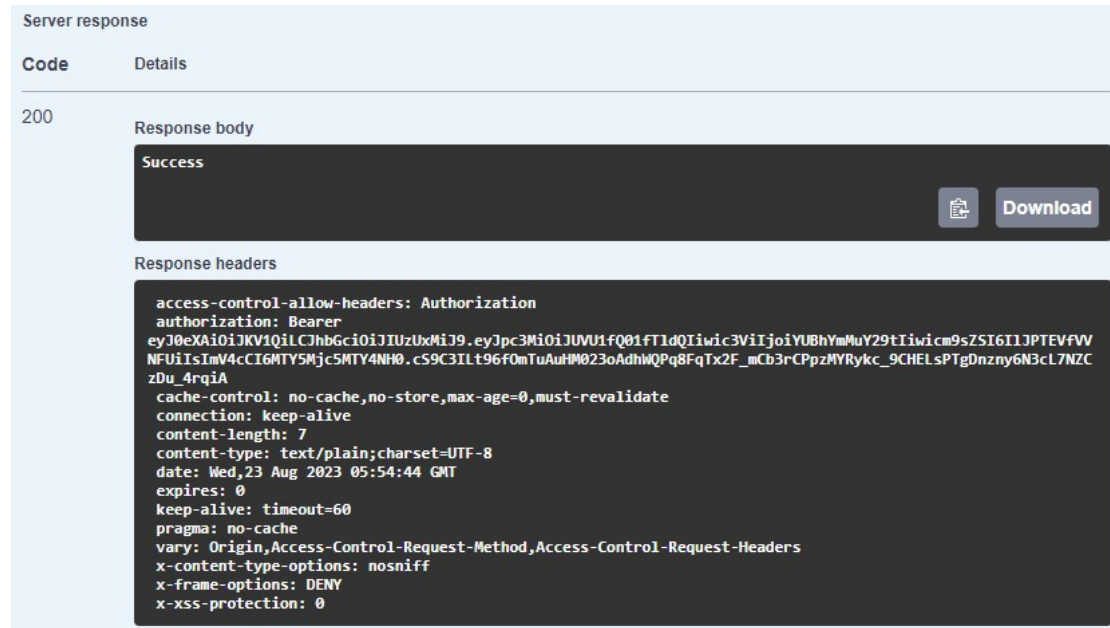 Server response
Code Details
200
Response body
Success
Download
Response headers
access-control-allow-headers: Authorization
authorization: Bearer
eyJ0eXAiOiJKV1QiLCJhbGciOiJIUzUxMiJ9.eyJpc3MiOiJUVU1fQ01fTldQIiwic3ViIjoiYUBhYmMuY29tIiwicm9sZSI6IlJPTEVfVV
NFUiIsImV4cCI6MTY5Mjc5MTY4NH0.cS9C3ILt96fOmTuAuHM023oAdhWQPq8FqTx2F_mCb3rCPpzMYRykc_9CHELsPTgDnzny6N3cL7NZC
zDu_4rqiA
cache-control: no-cache,no-store,max-age=0,must-revalidate
connection: keep-alive
content-length: 7
content-type: text/plain;charset=UTF-8
date: Wed,23 Aug 2023 05:54:44 GMT
expires: 0
keep-alive: timeout=60
pragma: no-cache
vary: Origin,Access-Control-Request-Method,Access-Control-Request-Headers
x-content-type-options: nosniff
x-frame-options: DENY
x-xss-protection: 0